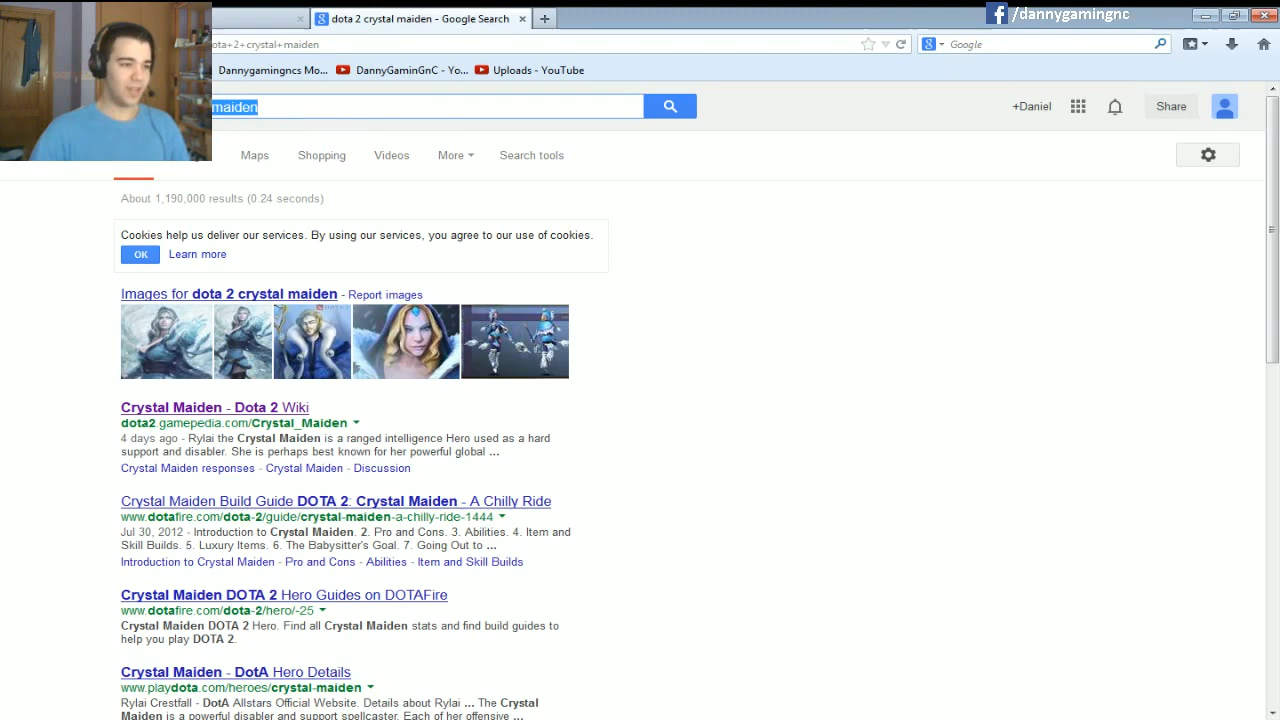 dota 2 crystal maiden - Google Search
/dannygamingnc
ota+2+crystal+maiden
Google
Dannygamingncs Mo...
DannyGaminGnC - Yo...
Uploads - YouTube
maiden
+Daniel
Share
Maps
Shopping
Videos
More
Search tools
About 1,190,000 results (0.24 seconds)
Cookies help us deliver our services. By using our services, you agree to our use of cookies.
OK
Learn more
Images for dota 2 crystal maiden - Report images
Crystal Maiden - Dota 2 Wiki
dota2.gamepedia.com/Crystal_Maiden
4 days ago - Rylai the Crystal Maiden is a ranged intelligence Hero used as a hard
support and disabler. She is perhaps best known for her powerful global ...
Crystal Maiden responses - Crystal Maiden - Discussion
Crystal Maiden Build Guide DOTA 2: Crystal Maiden - A Chilly Ride
www.dotafire.com/dota-2/guide/crystal-maiden-a-chilly-ride-1444
Jul 30, 2012 - Introduction to Crystal Maiden. 2. Pro and Cons. 3. Abilities. 4. Item and
Skill Builds. 5. Luxury Items. 6. The Babysitter's Goal. 7. Going Out to ...
Introduction to Crystal Maiden - Pro and Cons - Abilities - Item and Skill Builds
Crystal Maiden DOTA 2 Hero Guides on DOTAFire
www.dotafire.com/dota-2/hero/-25
Crystal Maiden DOTA 2 Hero. Find all Crystal Maiden stats and find build guides to
help you play DOTA 2.
Crystal Maiden - DotA Hero Details
www.playdota.com/heroes/crystal-maiden
Rylai Crestfall - DotA Allstars Official Website. Details about Rylai ... The Crystal
Maiden is a powerful disabler and support spellcaster. Each of her offensive ...